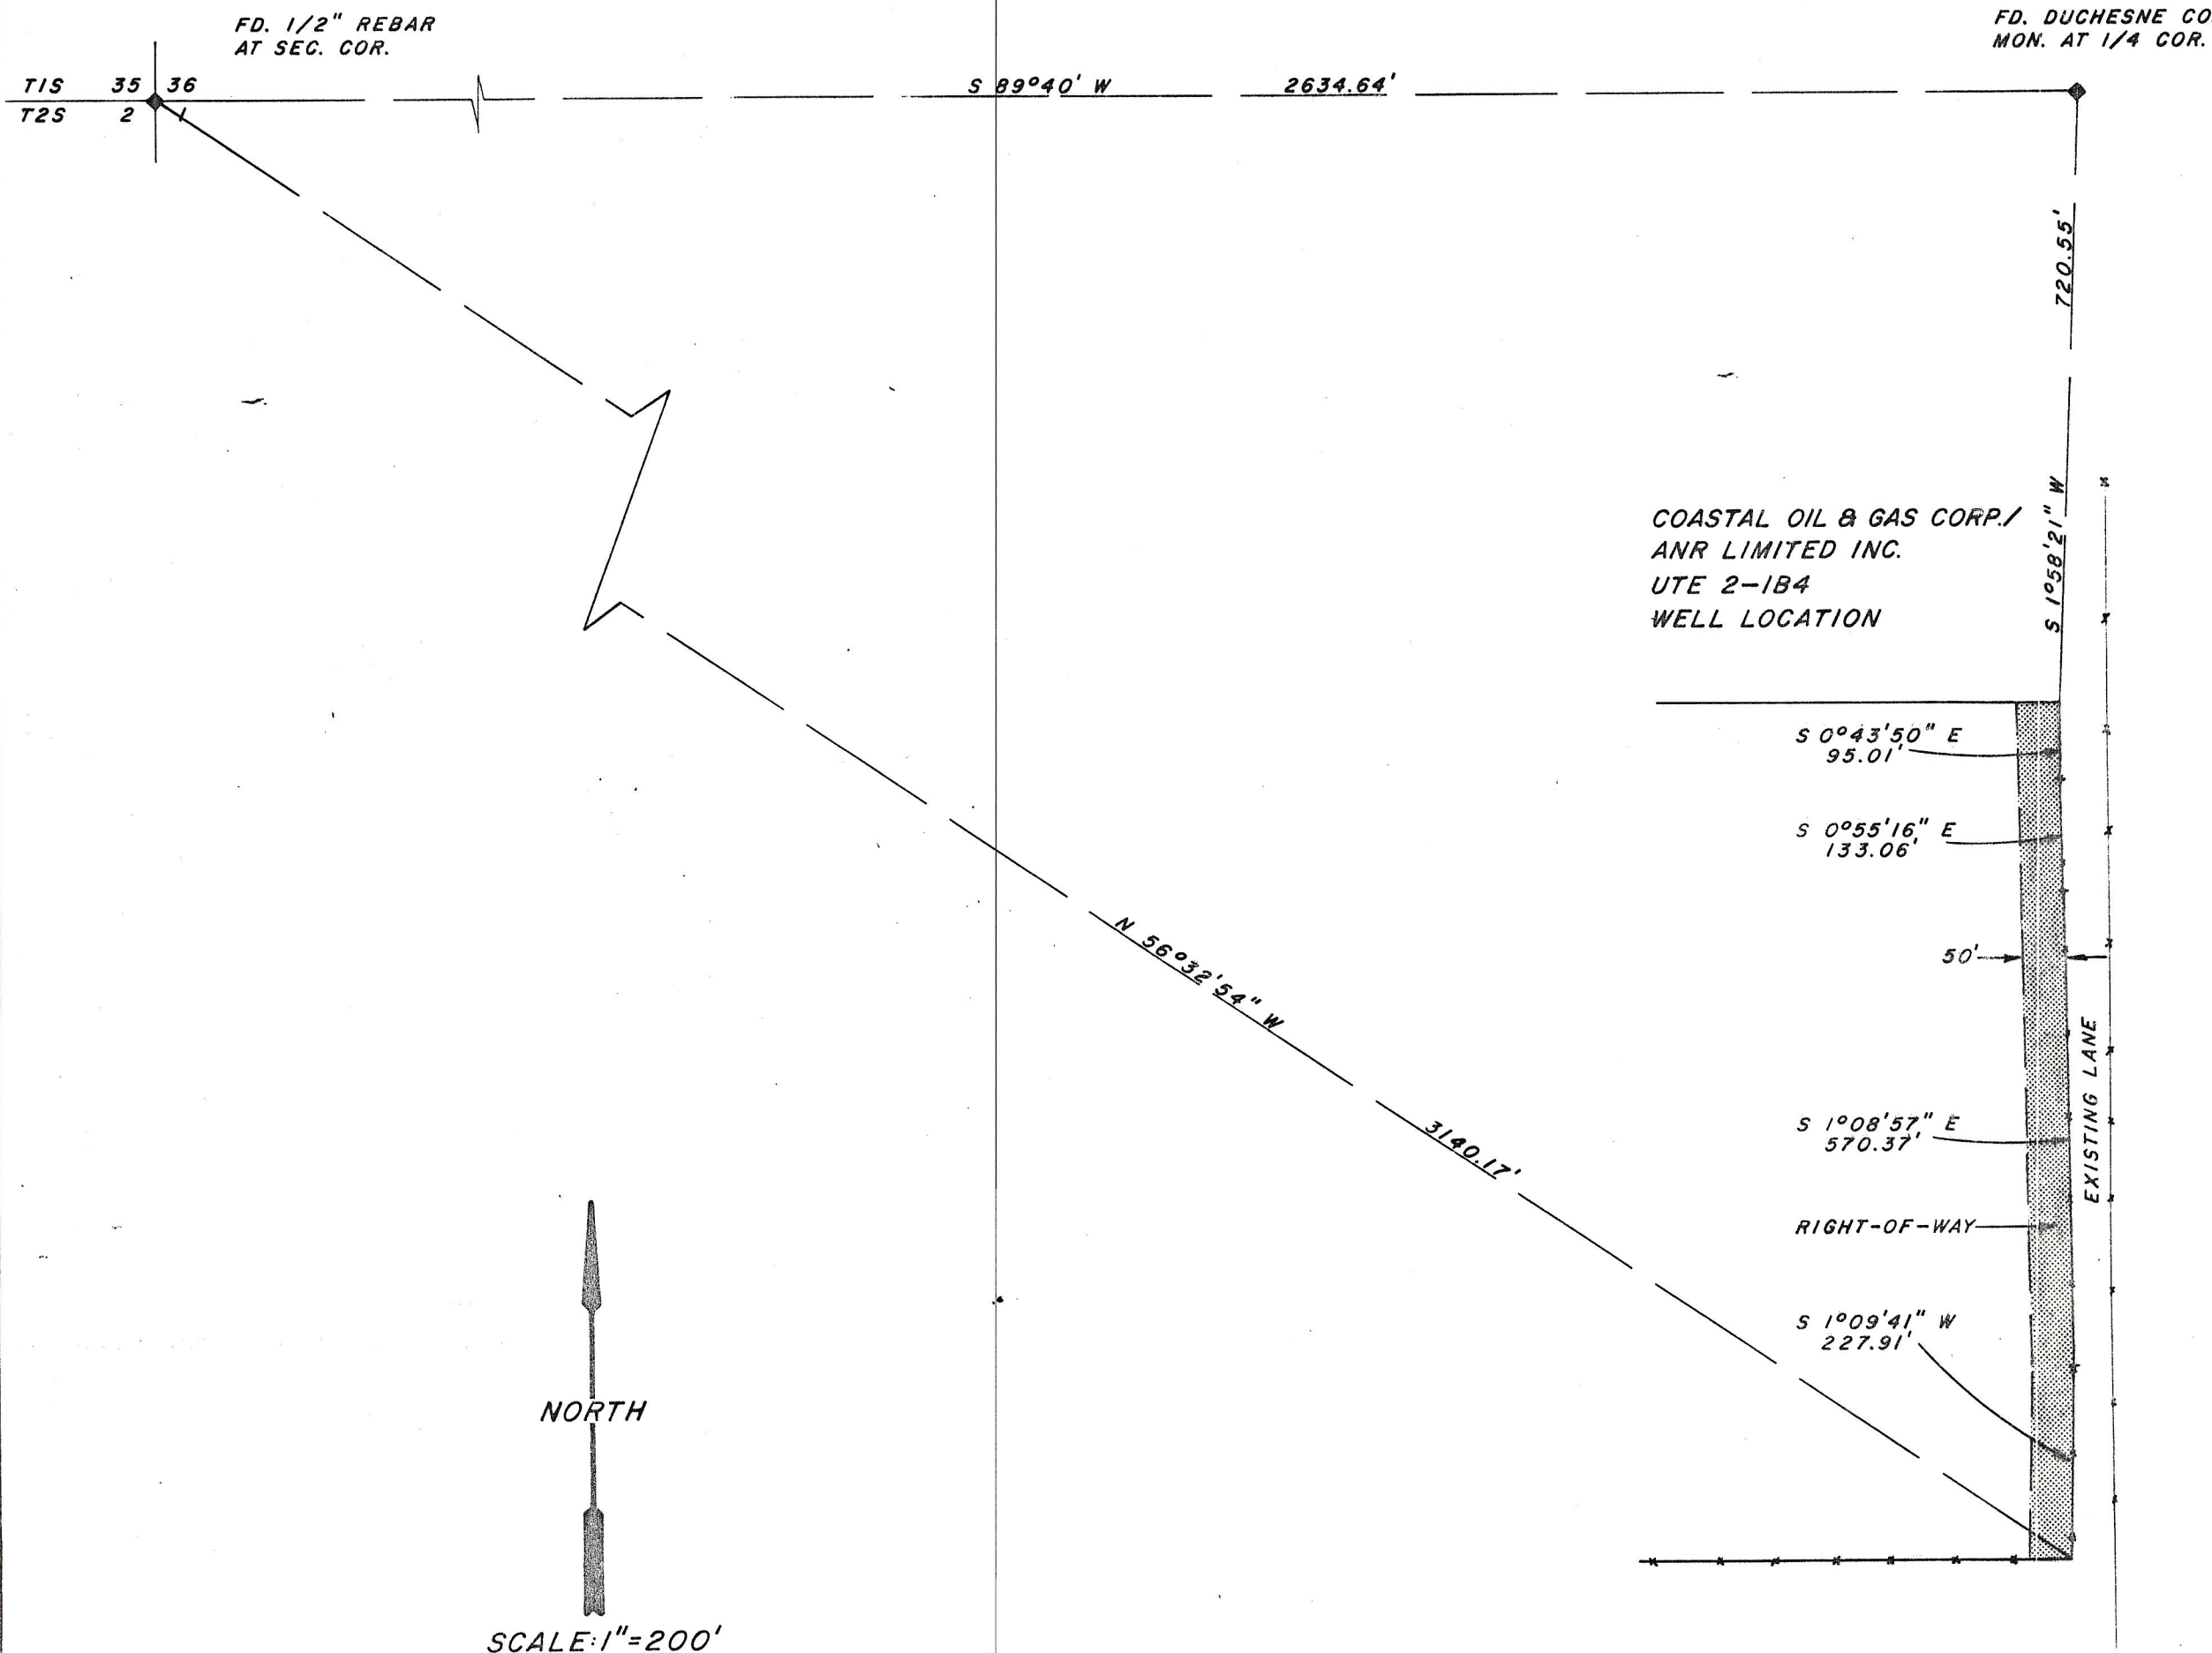 FD. 1/2" REBAR
AT SEC. COR.
FD. DUCHESNE CO
MON. AT 1/4 COR.
T1S 35 36
T2S 2 1
S 89°40' W 2634.64'
720.55'
S 1°58'21" W
COASTAL OIL & GAS CORP./
ANR LIMITED INC.
UTE 2-1B4
WELL LOCATION
S 0°43'50" E
95.01'
S 0°55'16" E
133.06'
N 56°32'54" W
50'
3140.17'
S 1°08'57" E
570.37'
EXISTING LANE
RIGHT-OF-WAY
S 1°09'41" W
227.91'
NORTH
SCALE: 1"=200'